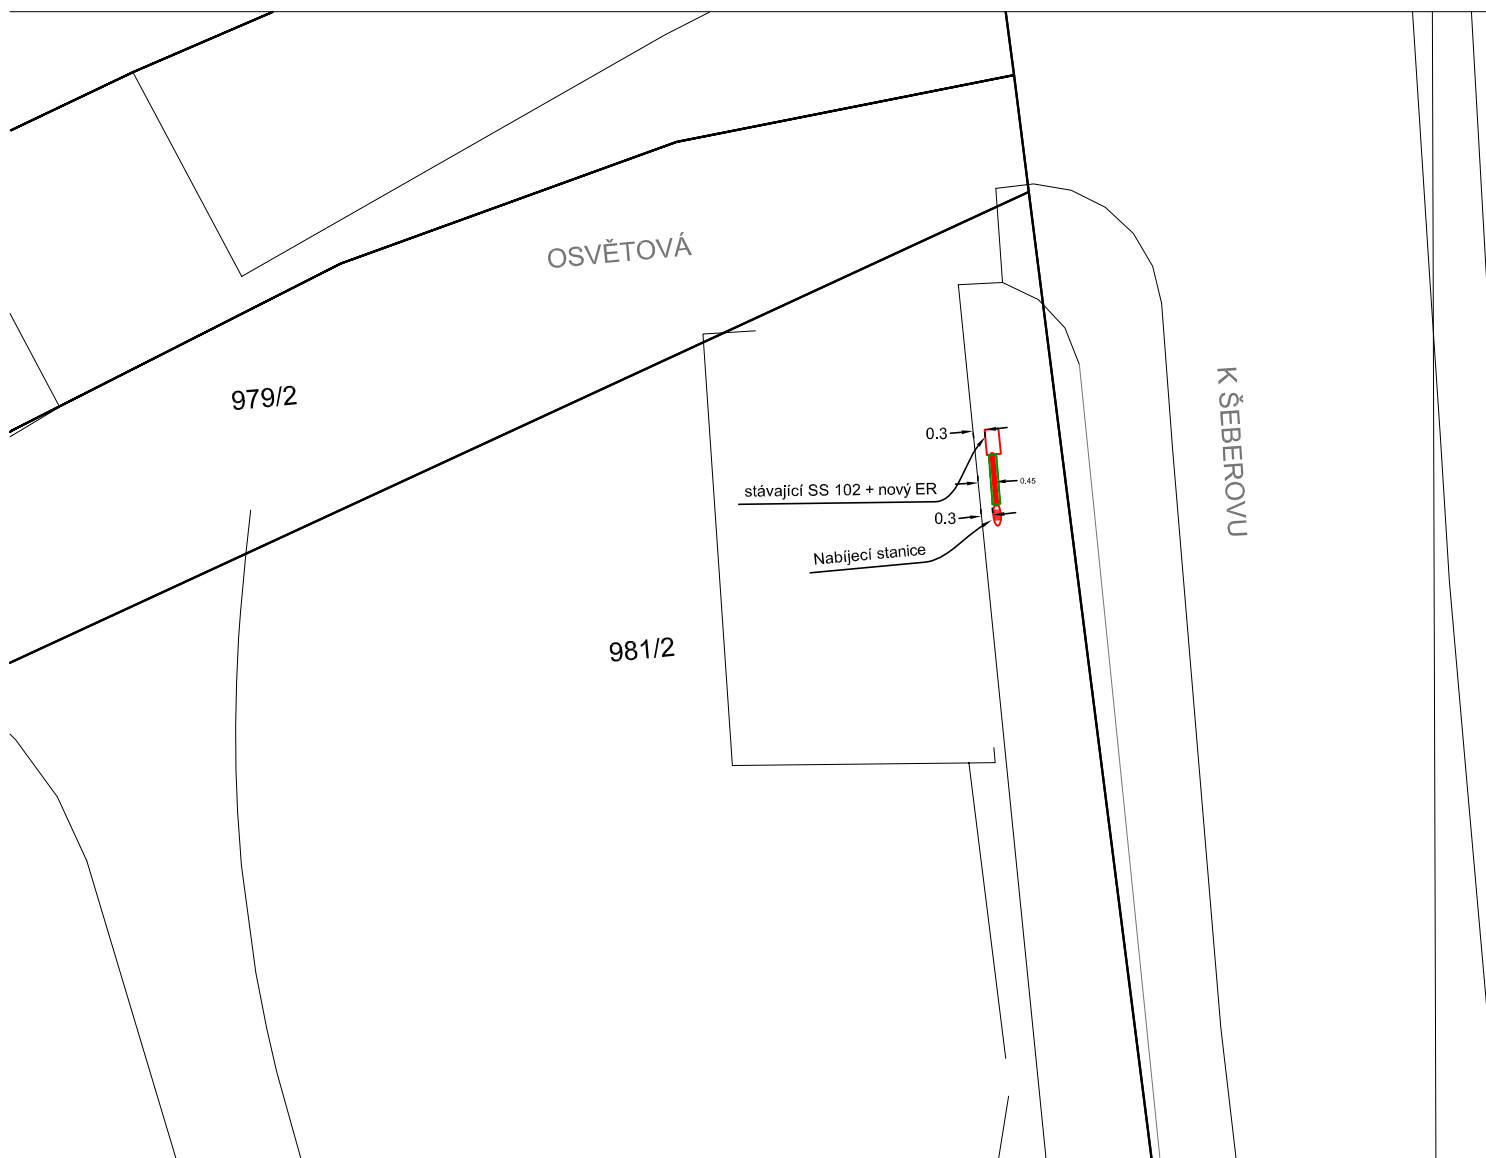 OSVĚTOVÁ
979/2
K ŠEBEROVU
0.3
stávající SS 102 + nový ER
0.45
0.3
Nabíjecí stanice
981/2